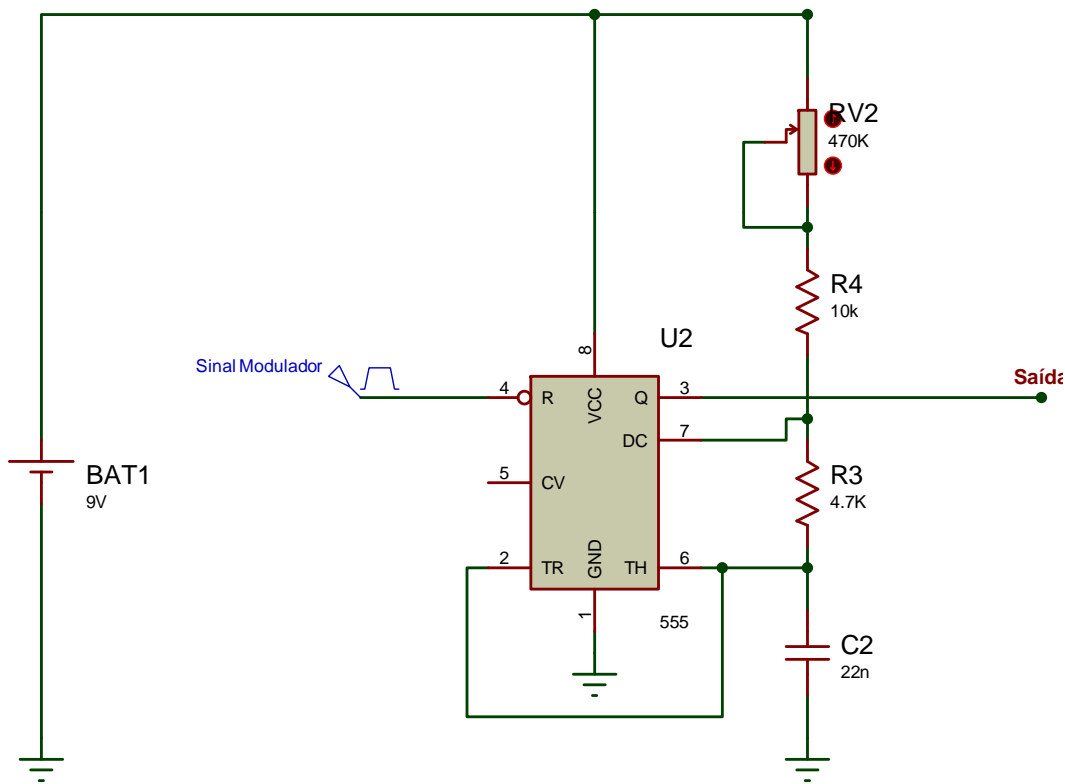 RV2
470K
R4
10k
U2
Sinal Modulador
Saída
8
4
R
VCC
Q
3
DC
7
BAT1
9V
5
CV
R3
4.7K
2
TR
GND
TH
6
1
555
C2
22n